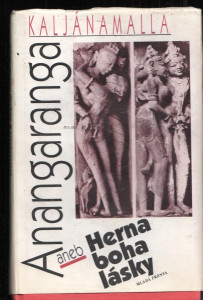 KALJÁNAMALLA
Anangaranga
aneb
Herna
boha
lásky
MLADÁ FRONTA